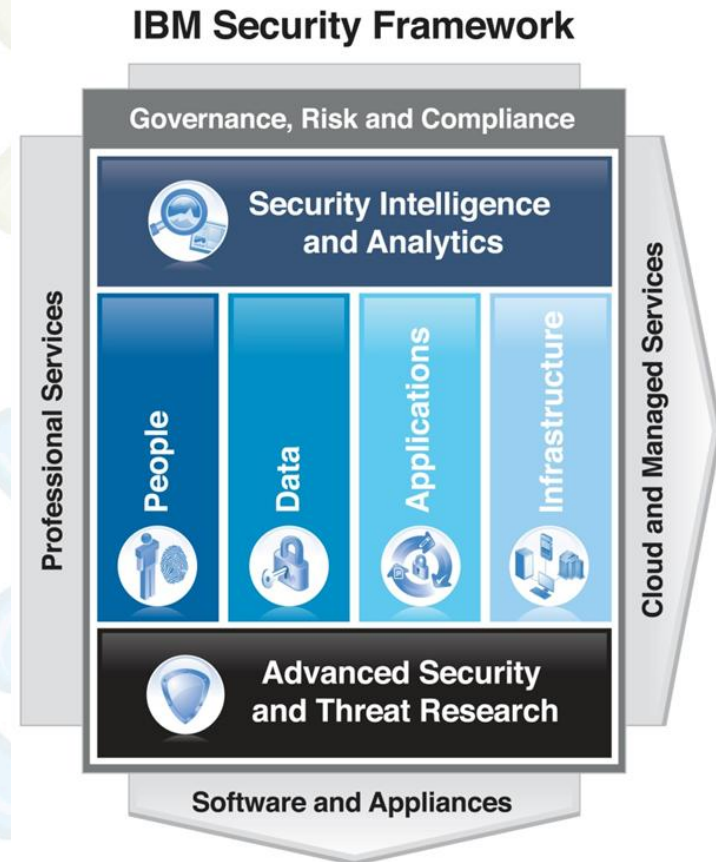 IBM Security Framework
Governance, Risk and Compliance
Security Intelligence
and Analytics
Professional Services
People
Data
Applications
Infrastructure
Cloud and Managed Services
Advanced Security
and Threat Research
Software and Appliances